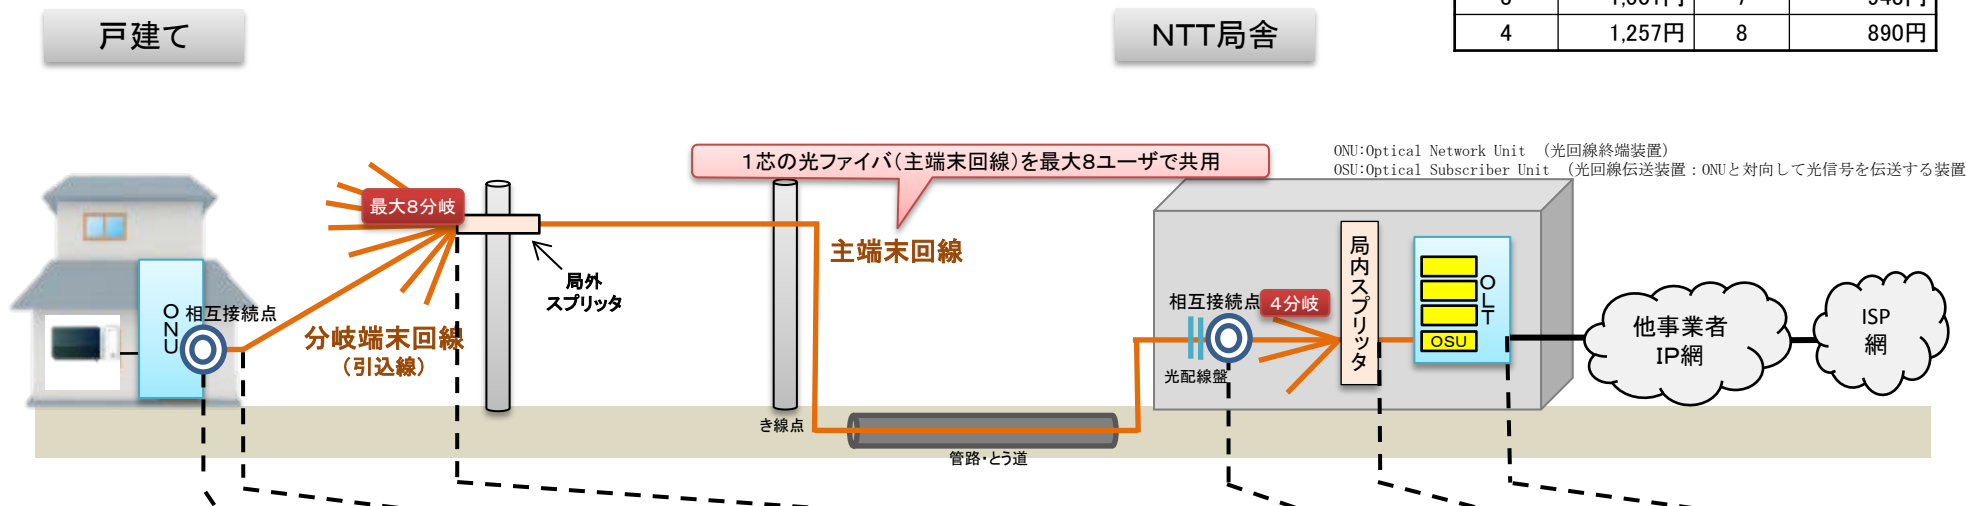 戸建て
NTT局舎
4 1,257円 8 890円
ONU:Optical Network Unit (光回線終端装置)
OSU:Optical Subscriber Unit (光回線伝送装置：ONUと対向して光信号を伝送する装置
1芯の光ファイバ(主端末回線)を最大8ユーザで共用
最大8分岐
主端末回線
局外
スプリッタ
ONU
相互接続点
分岐端末回線
(引込線)
き線点
管路・とう道
相互接続点
4分岐
光配線盤
局内スプリッタ
OLT
OSU
他事業者
IP網
ISP
網